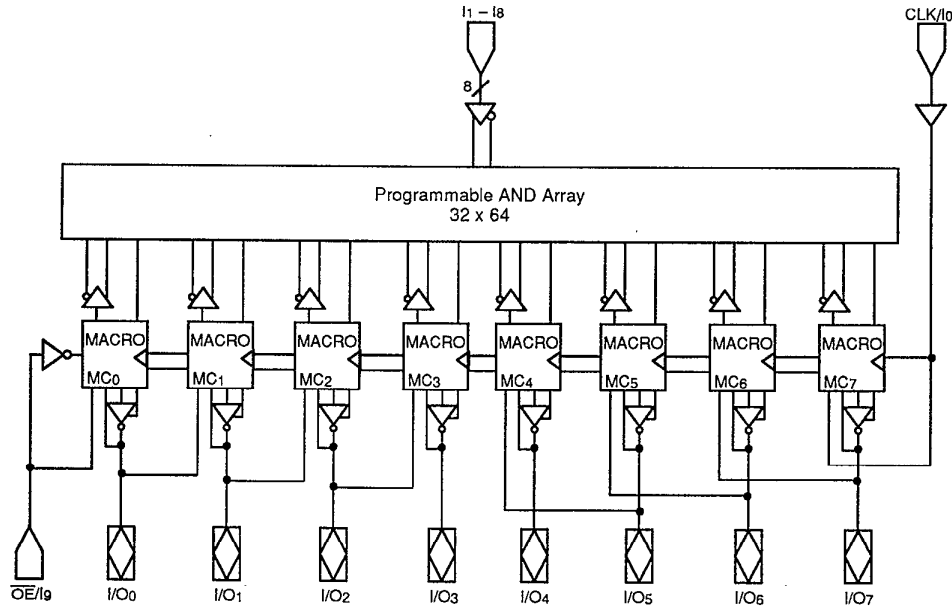 I1 – I8
CLK/I0
8
Programmable AND Array
32 x 64
MACRO MACRO MACRO MACRO MACRO MACRO MACRO MACRO
MC0 MC1 MC2 MC3 MC4 MC5 MC6 MC7
OE/I9 I/O0 I/O1 I/O2 I/O3 I/O4 I/O5 I/O6 I/O7